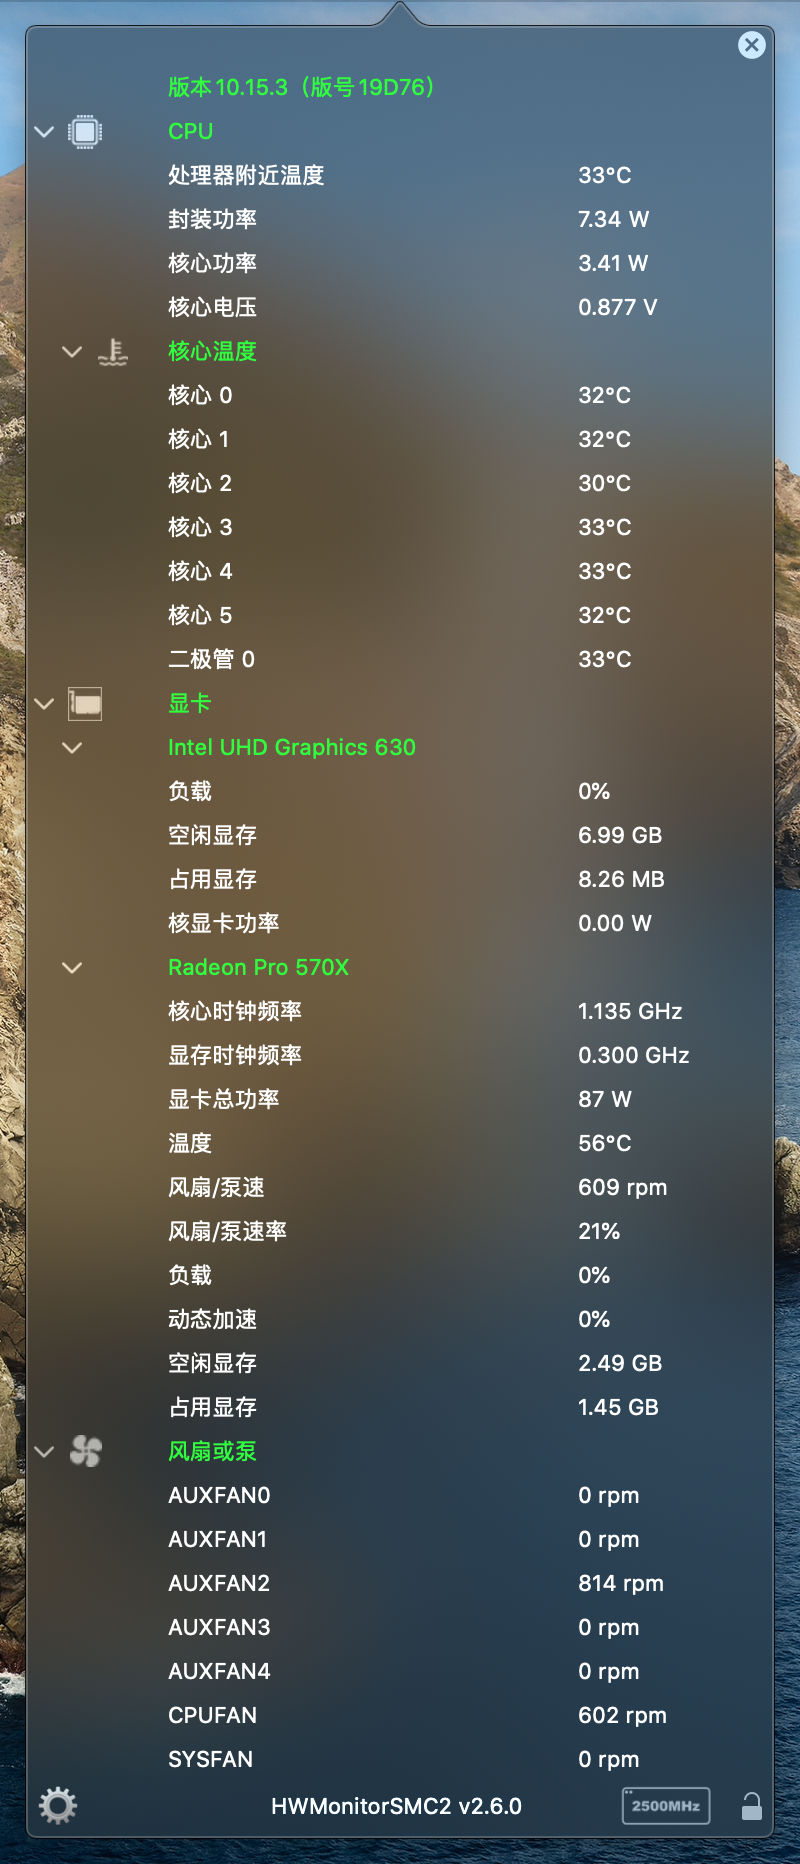 版本 10.15.3（版号 19D76）
CPU
处理器附近温度 33°C
封装功率 7.34 W
核心功率 3.41 W
核心电压 0.877 V
核心温度
核心 0 32°C
核心 1 32°C
核心 2 30°C
核心 3 33°C
核心 4 33°C
核心 5 32°C
二极管 0 33°C
显卡
Intel UHD Graphics 630
负载 0%
空闲显存 6.99 GB
占用显存 8.26 MB
核显卡功率 0.00 W
Radeon Pro 570X
核心时钟频率 1.135 GHz
显存时钟频率 0.300 GHz
显卡总功率 87 W
温度 56°C
风扇/泵速 609 rpm
风扇/泵速率 21%
负载 0%
动态加速 0%
空闲显存 2.49 GB
占用显存 1.45 GB
风扇或泵
AUXFAN0 0 rpm
AUXFAN1 0 rpm
AUXFAN2 814 rpm
AUXFAN3 0 rpm
AUXFAN4 0 rpm
CPUFAN 602 rpm
SYSFAN 0 rpm
HWMonitorSMC2 v2.6.0 2500MHz